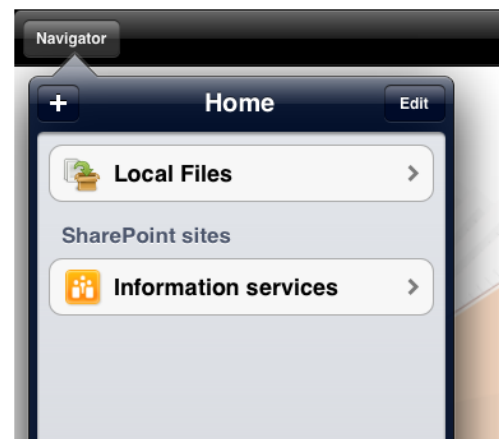 Navigator
+ Home Edit
Local Files
SharePoint sites
Information services